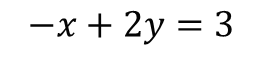 −x + 2y = 3